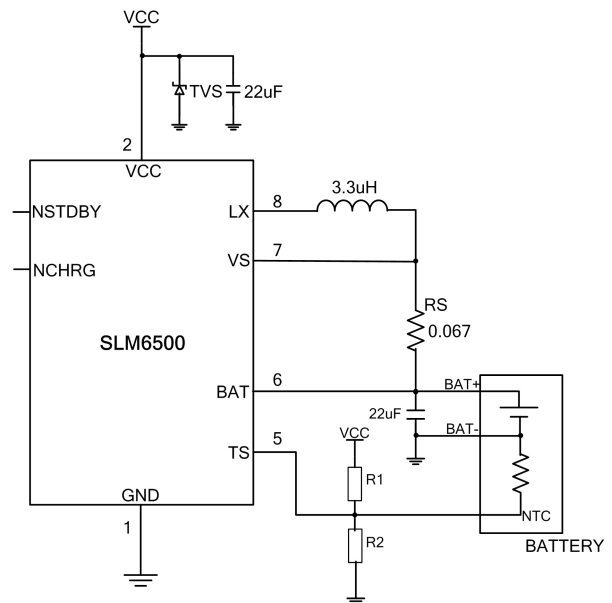 VCC
TVS 22uF
2
VCC
3.3uH
NSTDBY
LX 8
VS 7
NCHRG
RS
0.067
SLM6500
BAT 6
BAT+
22uF
BAT-
TS 5
VCC
R1
GND
1
NTC
R2
BATTERY